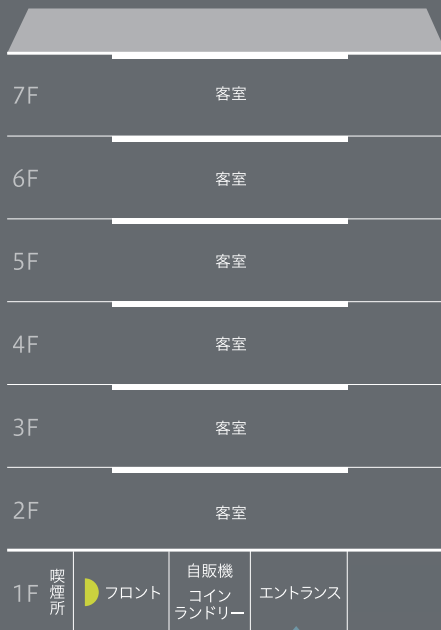 7F 客室
6F 客室
5F 客室
4F 客室
3F 客室
2F 客室
1F
喫煙所
フロント
自販機
コイン
ランドリー
エントランス